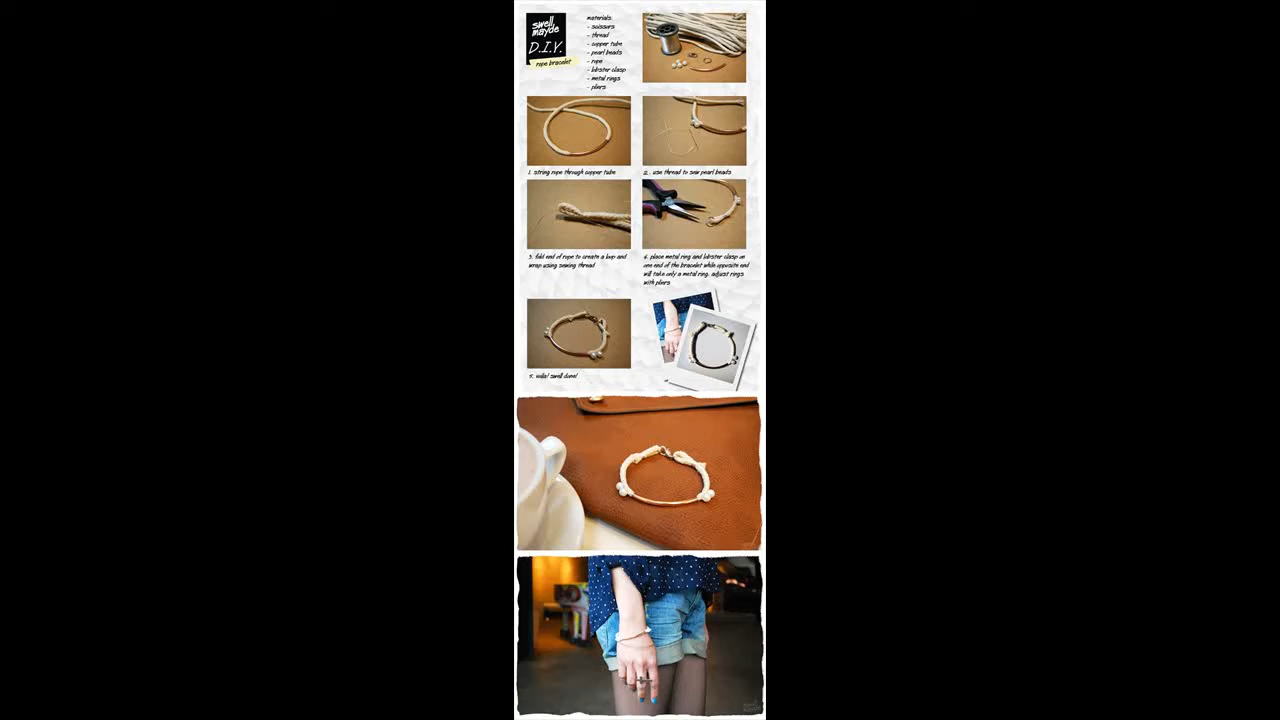 swell
mayde
D.I.Y.
rope bracelet
materials:
- scissors
- thread
- copper tube
- pearl beads
- rope
- lobster clasp
- metal rings
- pliers
1. string rope through copper tube
2. use thread to sew pearl beads
3. fold end of rope to create a loop and
wrap using sewing thread
4. place metal ring and lobster clasp on
one end of the bracelet while opposite end
will take only a metal ring. adjust rings
with pliers
5. voila! swell done!